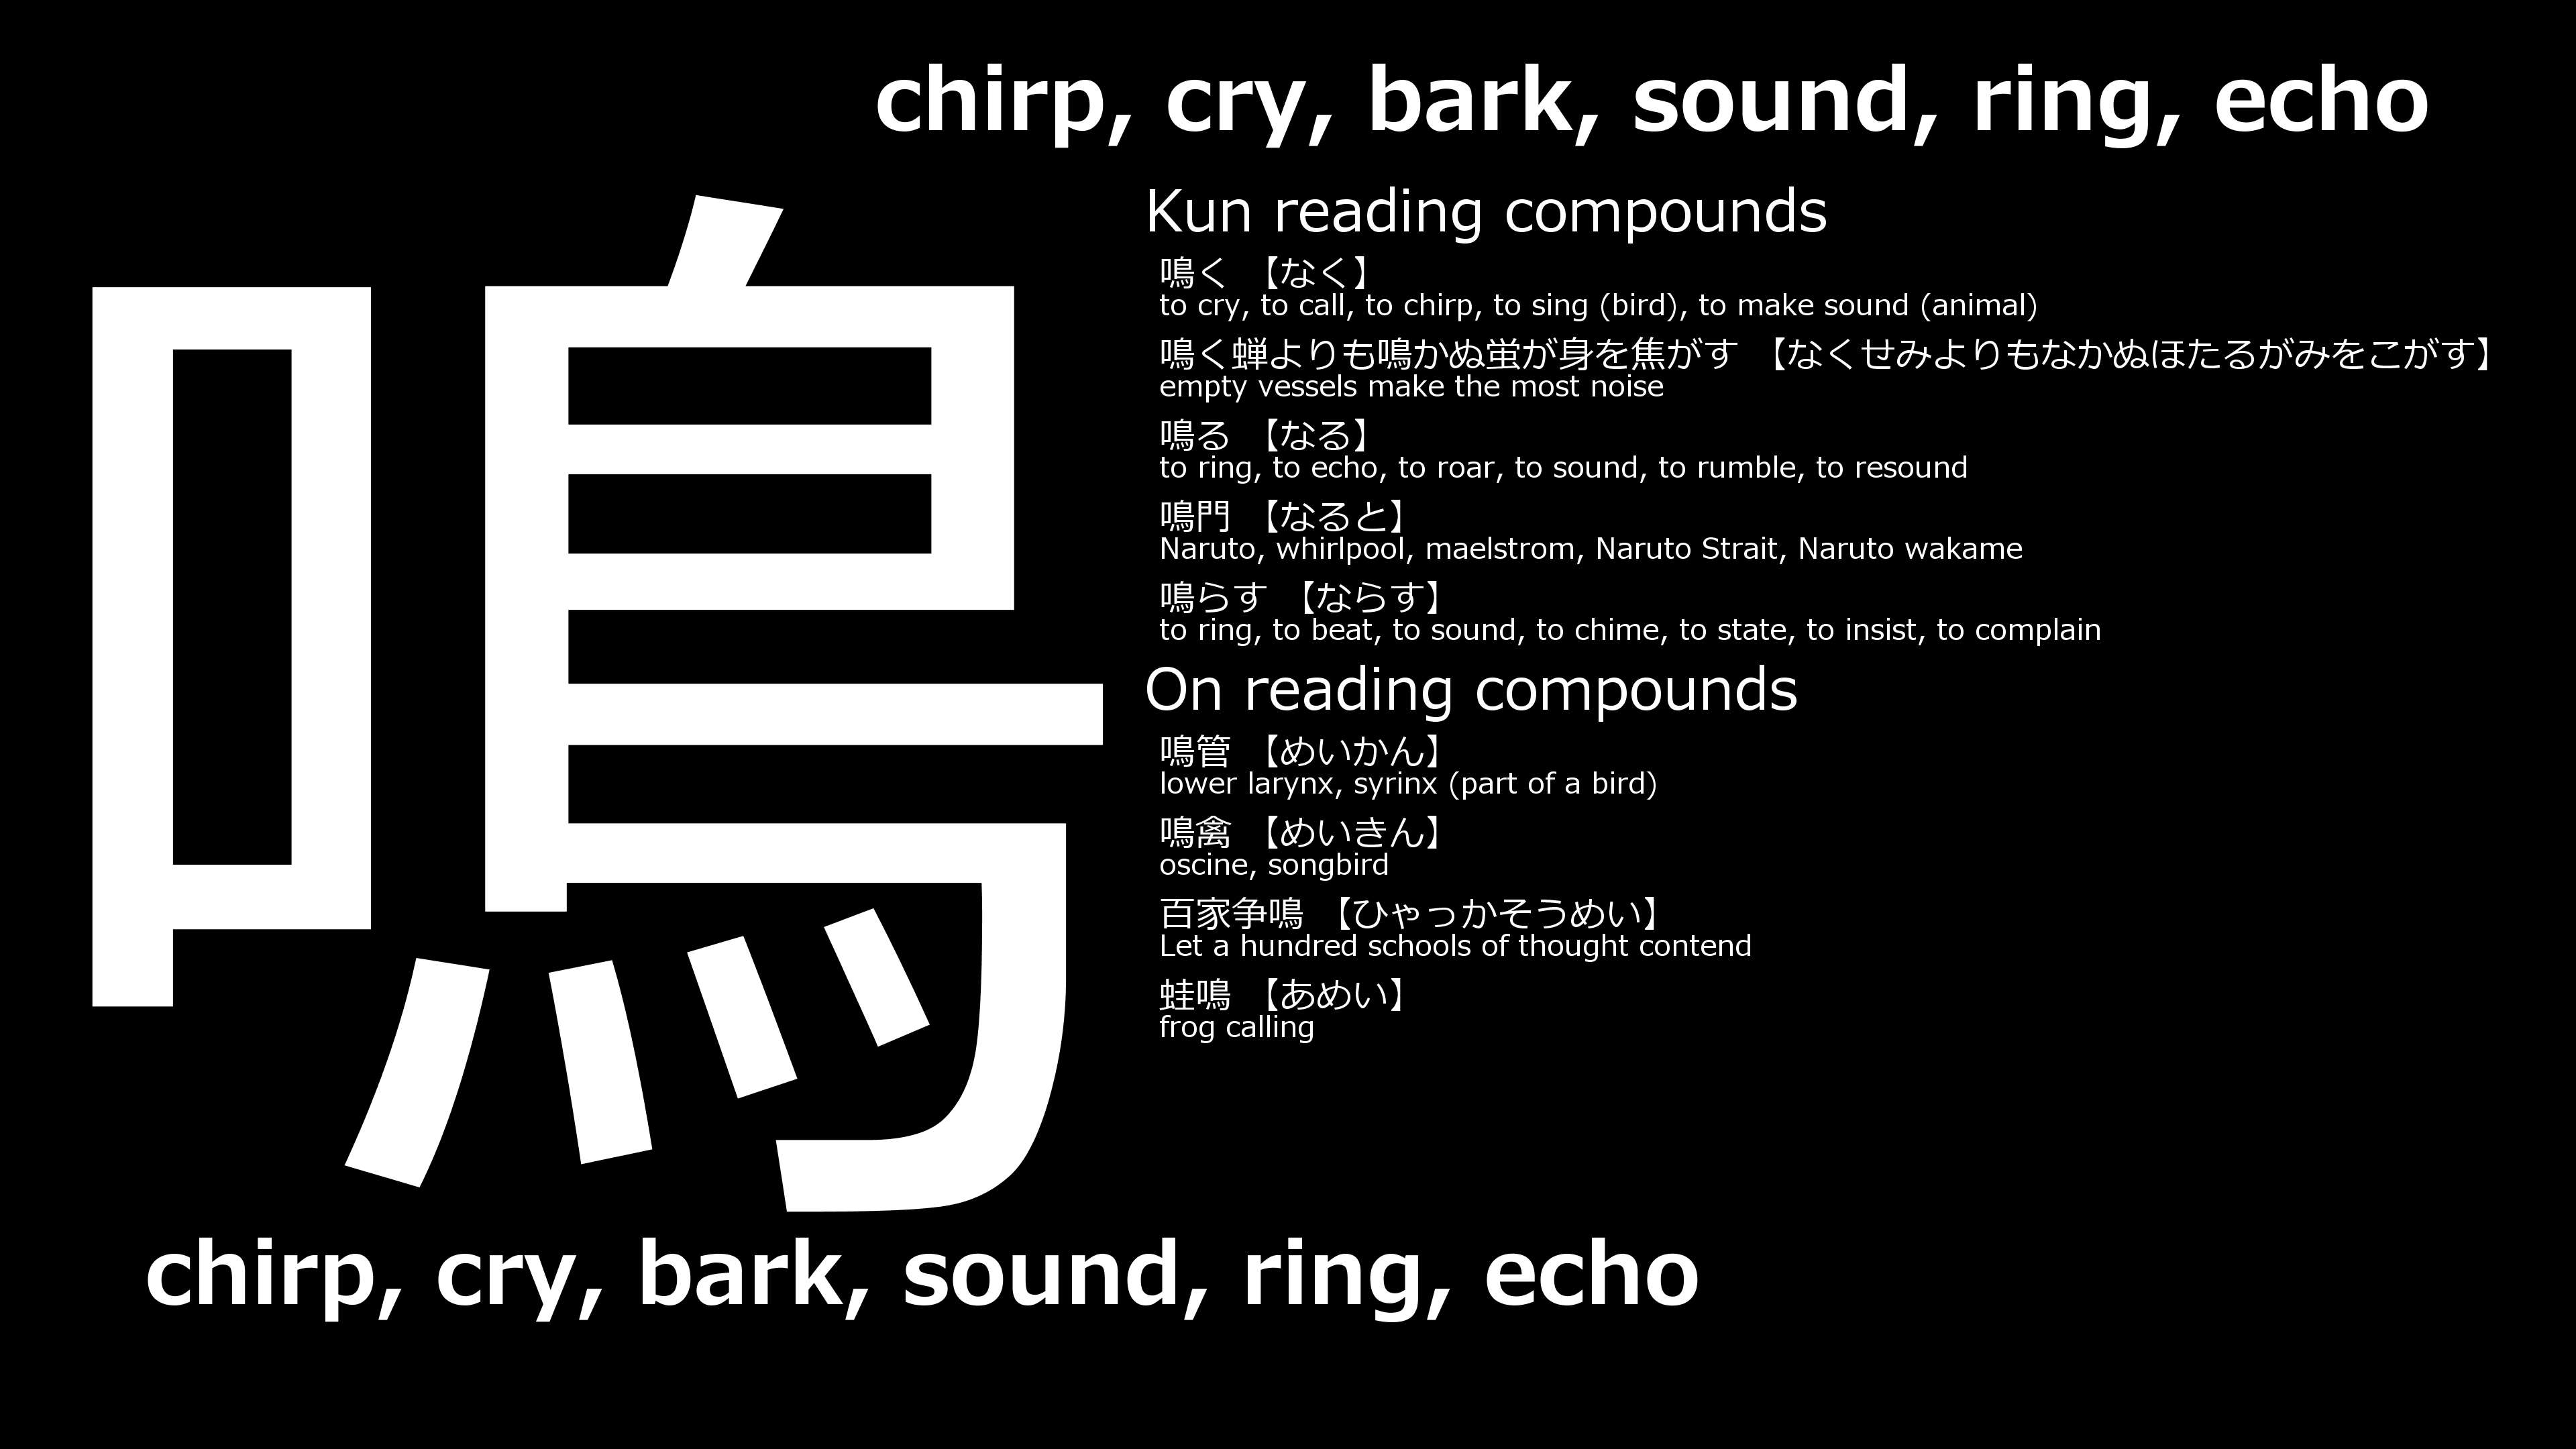 chirp, cry, bark, sound, ring, echo
鳴
Kun reading compounds
鳴く 【なく】
to cry, to call, to chirp, to sing (bird), to make sound (animal)
鳴く蝉よりも鳴かぬ蛍が身を焦がす 【なくせみよりもなかぬほたるがみをこがす】
empty vessels make the most noise
鳴る 【なる】
to ring, to echo, to roar, to sound, to rumble, to resound
鳴門 【なると】
Naruto, whirlpool, maelstrom, Naruto Strait, Naruto wakame
鳴らす 【ならす】
to ring, to beat, to sound, to chime, to state, to insist, to complain
On reading compounds
鳴管 【めいかん】
lower larynx, syrinx (part of a bird)
鳴禽 【めいきん】
oscine, songbird
百家争鳴 【ひゃっかそうめい】
Let a hundred schools of thought contend
蛙鳴 【あめい】
frog calling
chirp, cry, bark, sound, ring, echo